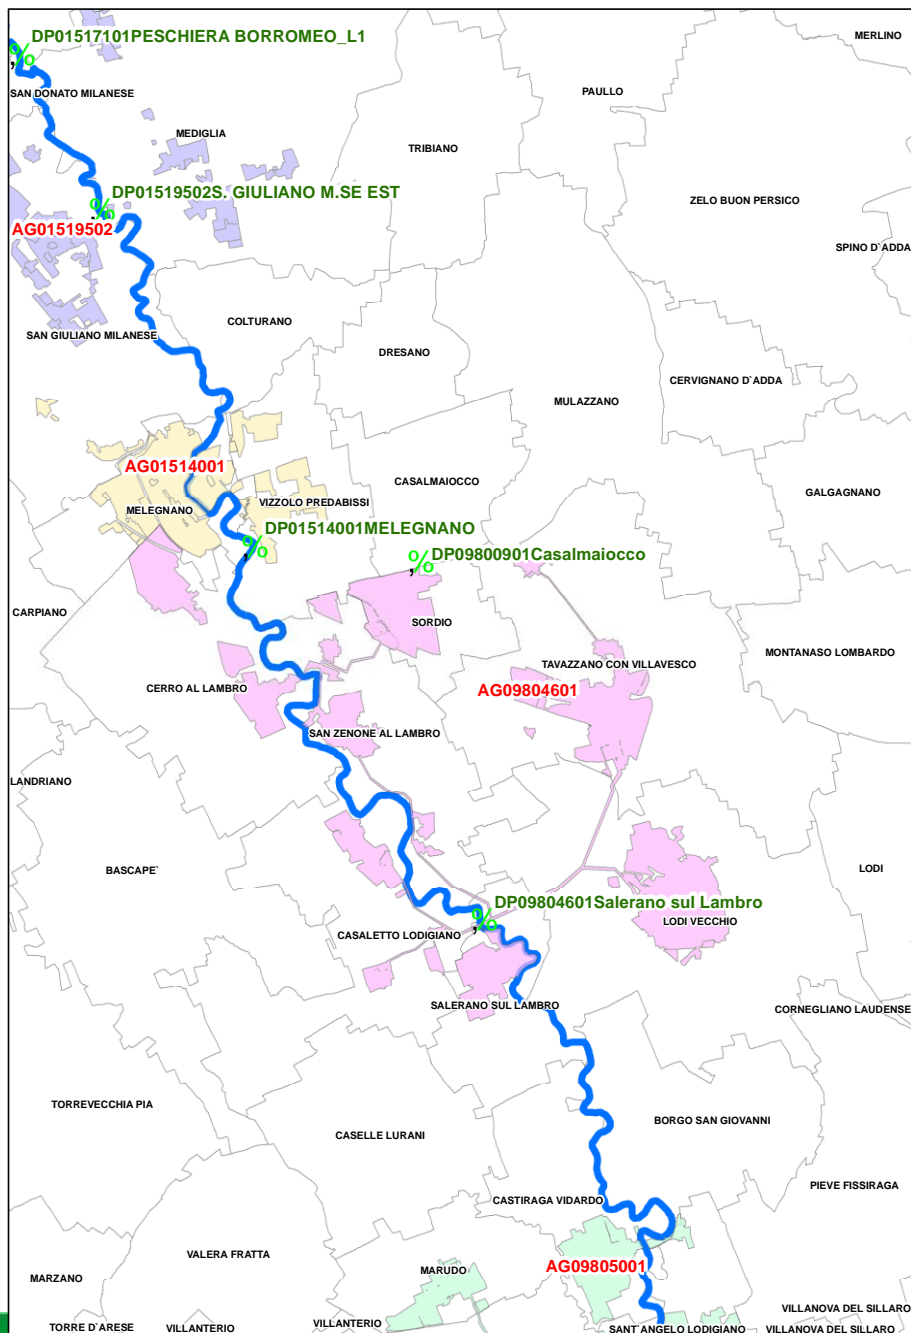 DP01517101PESCHIERA BORROMEO_L1
MERLINO
SAN DONATO MILANESE
PAULLO
MEDIGLIA
TRIBIANO
DP01519502S. GIULIANO M.SE EST
ZELO BUON PERSICO
AG01519502
SPINO D`ADDA
COLTURANO
SAN GIULIANO MILANESE
DRESANO
CERVIGNANO D`ADDA
MULAZZANO
AG01514001
CASALMAIOCCO
GALGAGNANO
VIZZOLO PREDABISSI
MELEGNANO
DP01514001MELEGNANO
DP09800901Casalmaiocco
CARPIANO
SORDIO
MONTANASO LOMBARDO
TAVAZZANO CON VILLAVESCO
CERRO AL LAMBRO
AG09804601
SAN ZENONE AL LAMBRO
LANDRIANO
BASCAPE`
LODI
DP09804601Salerano sul Lambro
LODI VECCHIO
CASALETTO LODIGIANO
SALERANO SUL LAMBRO
CORNEGLIANO LAUDENSE
TORREVECCHIA PIA
BORGO SAN GIOVANNI
CASELLE LURANI
PIEVE FISSIRAGA
CASTIRAGA VIDARDO
VALERA FRATTA
AG09805001
MARUDO
MARZANO
VILLANOVA DEL SILLARO
VILLANTERIO
TORRE D`ARESE
VILLANTERIO
SANT`ANGELO LODIGIANO
VILLANOVA DEL SILLARO